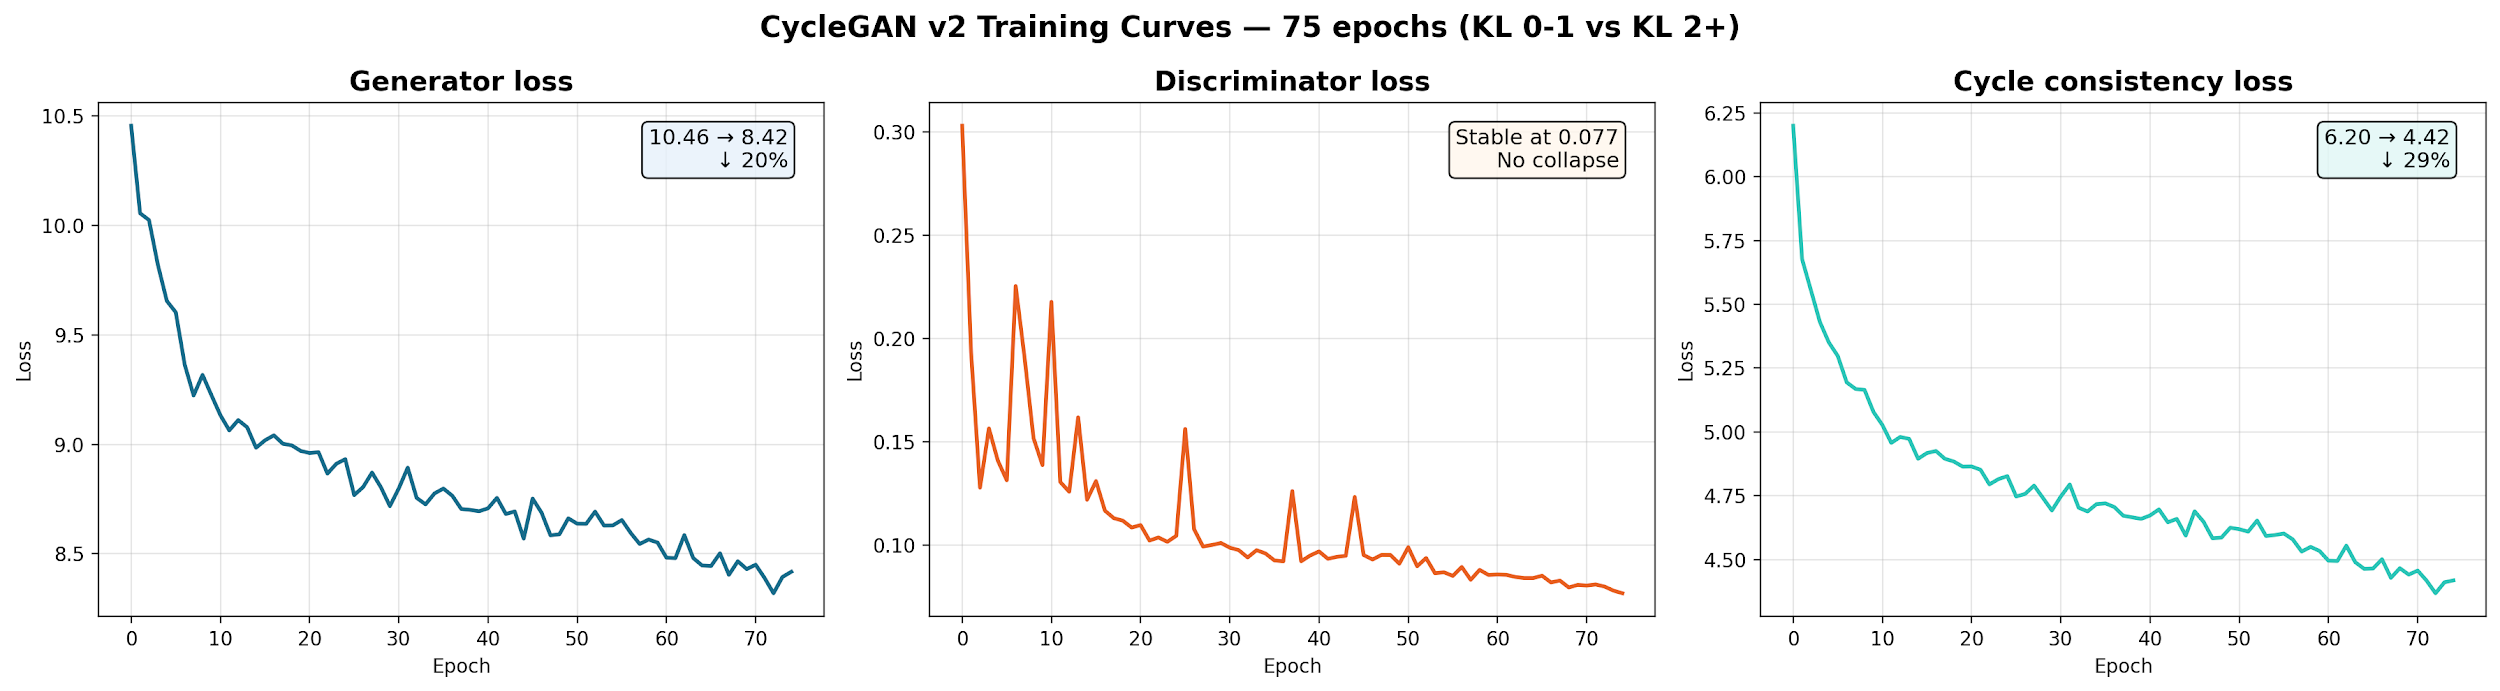 CycleGAN v2 Training Curves — 75 epochs (KL 0-1 vs KL 2+)
Generator loss
10.46 → 8.42
↓ 20%
Loss
10.5
10.0
9.5
9.0
8.5
0 10 20 30 40 50 60 70
Epoch
Discriminator loss
Stable at 0.077
No collapse
Loss
0.30
0.25
0.20
0.15
0.10
0 10 20 30 40 50 60 70
Epoch
Cycle consistency loss
6.20 → 4.42
↓ 29%
Loss
6.25
6.00
5.75
5.50
5.25
5.00
4.75
4.50
0 10 20 30 40 50 60 70
Epoch